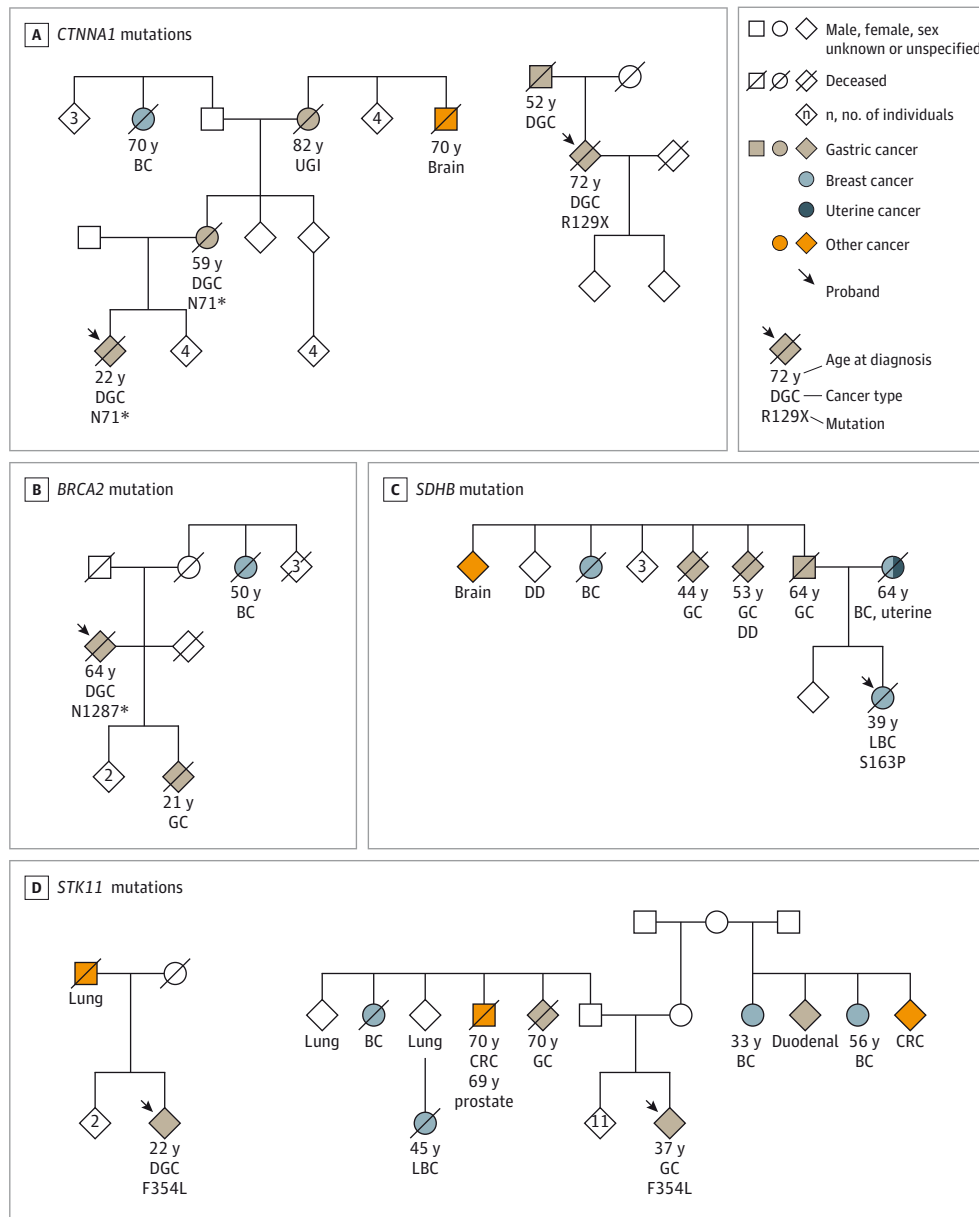 A CTNNA1 mutations
3
70 y
BC
82 y
UGI
4
70 y
Brain
59 y
DGC
N71*
22 y
DGC
N71*
4
4
52 y
DGC
72 y
DGC
R129X
Male, female, sex
unknown or unspecified
Deceased
n
n, no. of individuals
Gastric cancer
Breast cancer
Uterine cancer
Other cancer
Proband
72 y
DGC
R129X
Age at diagnosis
Cancer type
Mutation
B BRCA2 mutation
3
50 y
BC
64 y
DGC
N1287*
2
21 y
GC
C SDHB mutation
Brain
DD
BC
3
44 y
GC
53 y
GC
DD
64 y
GC
64 y
BC, uterine
39 y
LBC
S163P
D STK11 mutations
Lung
2
22 y
DGC
F354L
Lung
BC
Lung
70 y
CRC
69 y
prostate
70 y
GC
45 y
LBC
11
37 y
GC
F354L
33 y
BC
Duodenal
56 y
BC
CRC